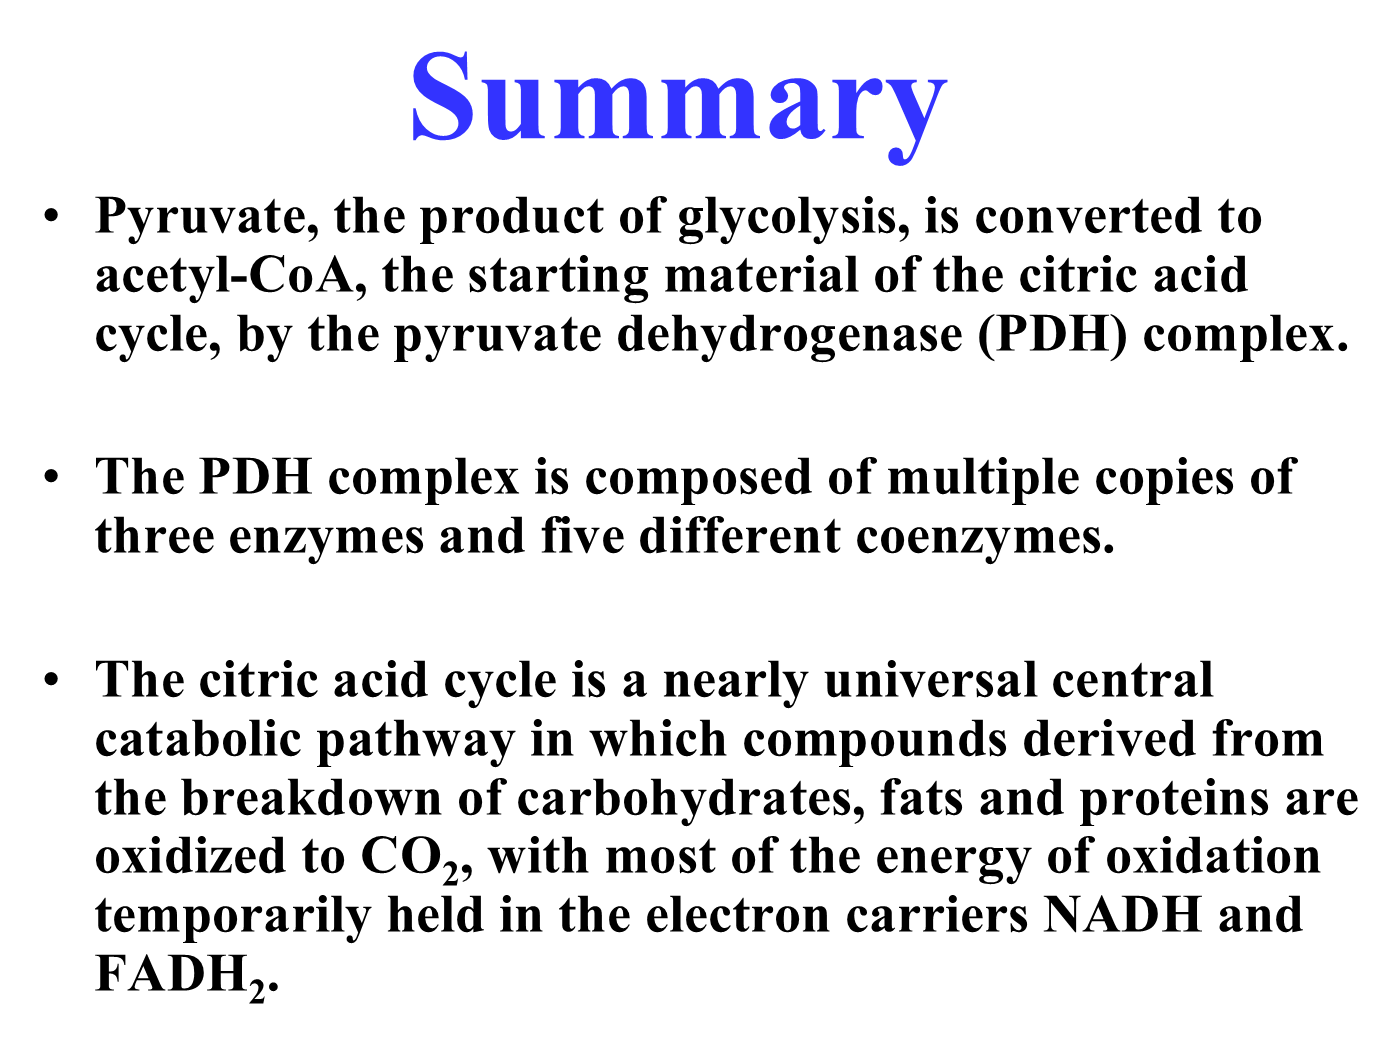 Summary
• Pyruvate, the product of glycolysis, is converted to
acetyl-CoA, the starting material of the citric acid
cycle, by the pyruvate dehydrogenase (PDH) complex.
• The PDH complex is composed of multiple copies of
three enzymes and five different coenzymes.
• The citric acid cycle is a nearly universal central
catabolic pathway in which compounds derived from
the breakdown of carbohydrates, fats and proteins are
oxidized to CO₂, with most of the energy of oxidation
temporarily held in the electron carriers NADH and
FADH₂.